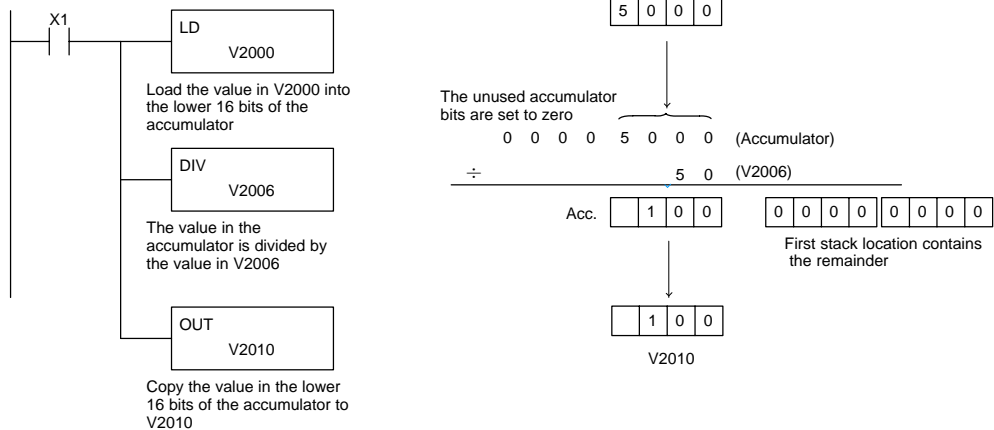 X1
LD
V2000
Load the value in V2000 into
the lower 16 bits of the
accumulator
DIV
V2006
The value in the
accumulator is divided by
the value in V2006
OUT
V2010
Copy the value in the lower
16 bits of the accumulator to
V2010
5 0 0 0
The unused accumulator
bits are set to zero
0 0 0 0 5 0 0 0 (Accumulator)
÷ 5 0 (V2006)
Acc. 1 0 0 0 0 0 0 0 0 0 0
First stack location contains
the remainder
1 0 0
V2010